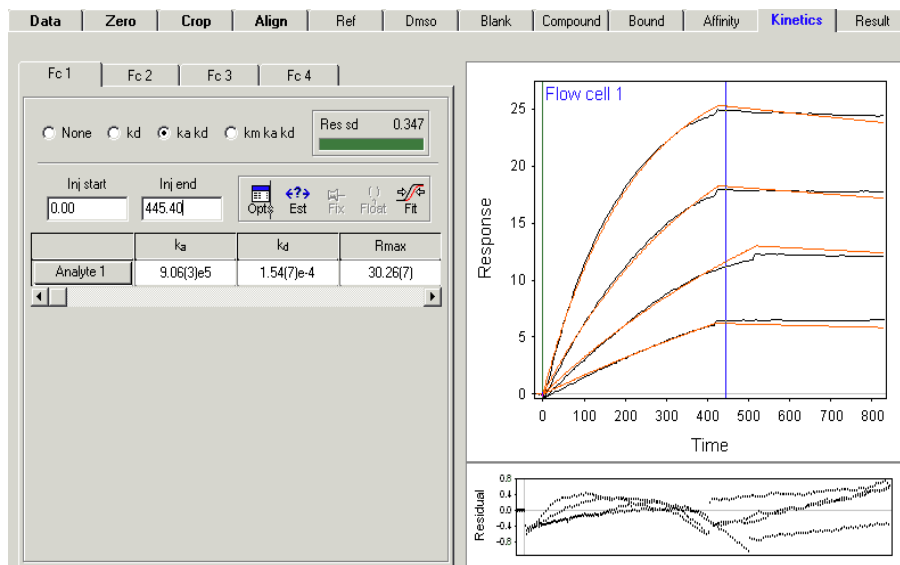 Data Zero Crop Align Ref Dmso Blank Compound Bound Affinity Kinetics Result
Fc 1 Fc 2 Fc 3 Fc 4
None kd ka kd km ka kd
Res sd 0.347
Inj start Inj end
0.00 445.40
Opts Est Fix Float Fit
ka kd Rmax
Analyte 1 9.06(3)e5 1.54(7)e-4 30.26(7)
Flow cell 1
Response
25
20
15
10
5
0
0 100 200 300 400 500 600 700 800
Time
Residual
0.8
0.4
0.0
-0.4
-0.8